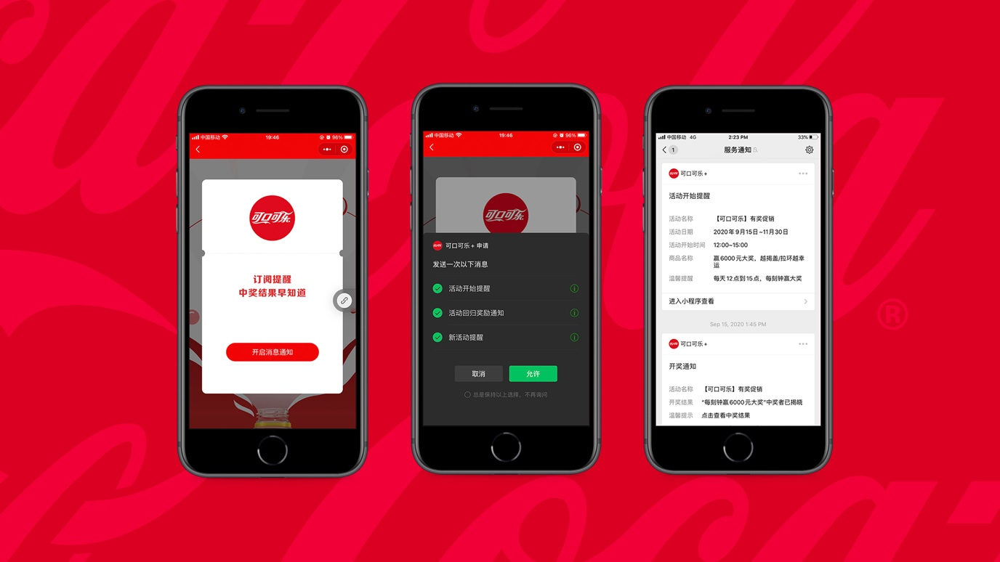 中国移动 19:46 96%
可口可乐
订阅提醒
中奖结果早知道
开启消息通知
中国移动 19:46 96%
可口可乐
可口可乐+ 申请
发送一次以下消息
活动开始提醒
活动回归奖励通知
新活动提醒
取消 允许
总是保持以上选择，不再询问
中国移动 4G 2:23 PM 33%
1 服务通知
可口可乐+
活动开始提醒
活动名称 【可口可乐】有奖促销
活动日期 2020年9月15日~11月30日
活动开始时间 12:00~15:00
商品名称 赢6000元大奖，越揭盖/拉环越幸
运
温馨提醒 每天12点到15点，每刻钟赢大奖
进入小程序查看
Sep 15, 2020 1:45 PM
可口可乐+
开奖通知
活动名称 【可口可乐】有奖促销
开奖结果 “每刻钟赢6000元大奖”中奖者已揭晓
温馨提示 点击查看中奖结果
®